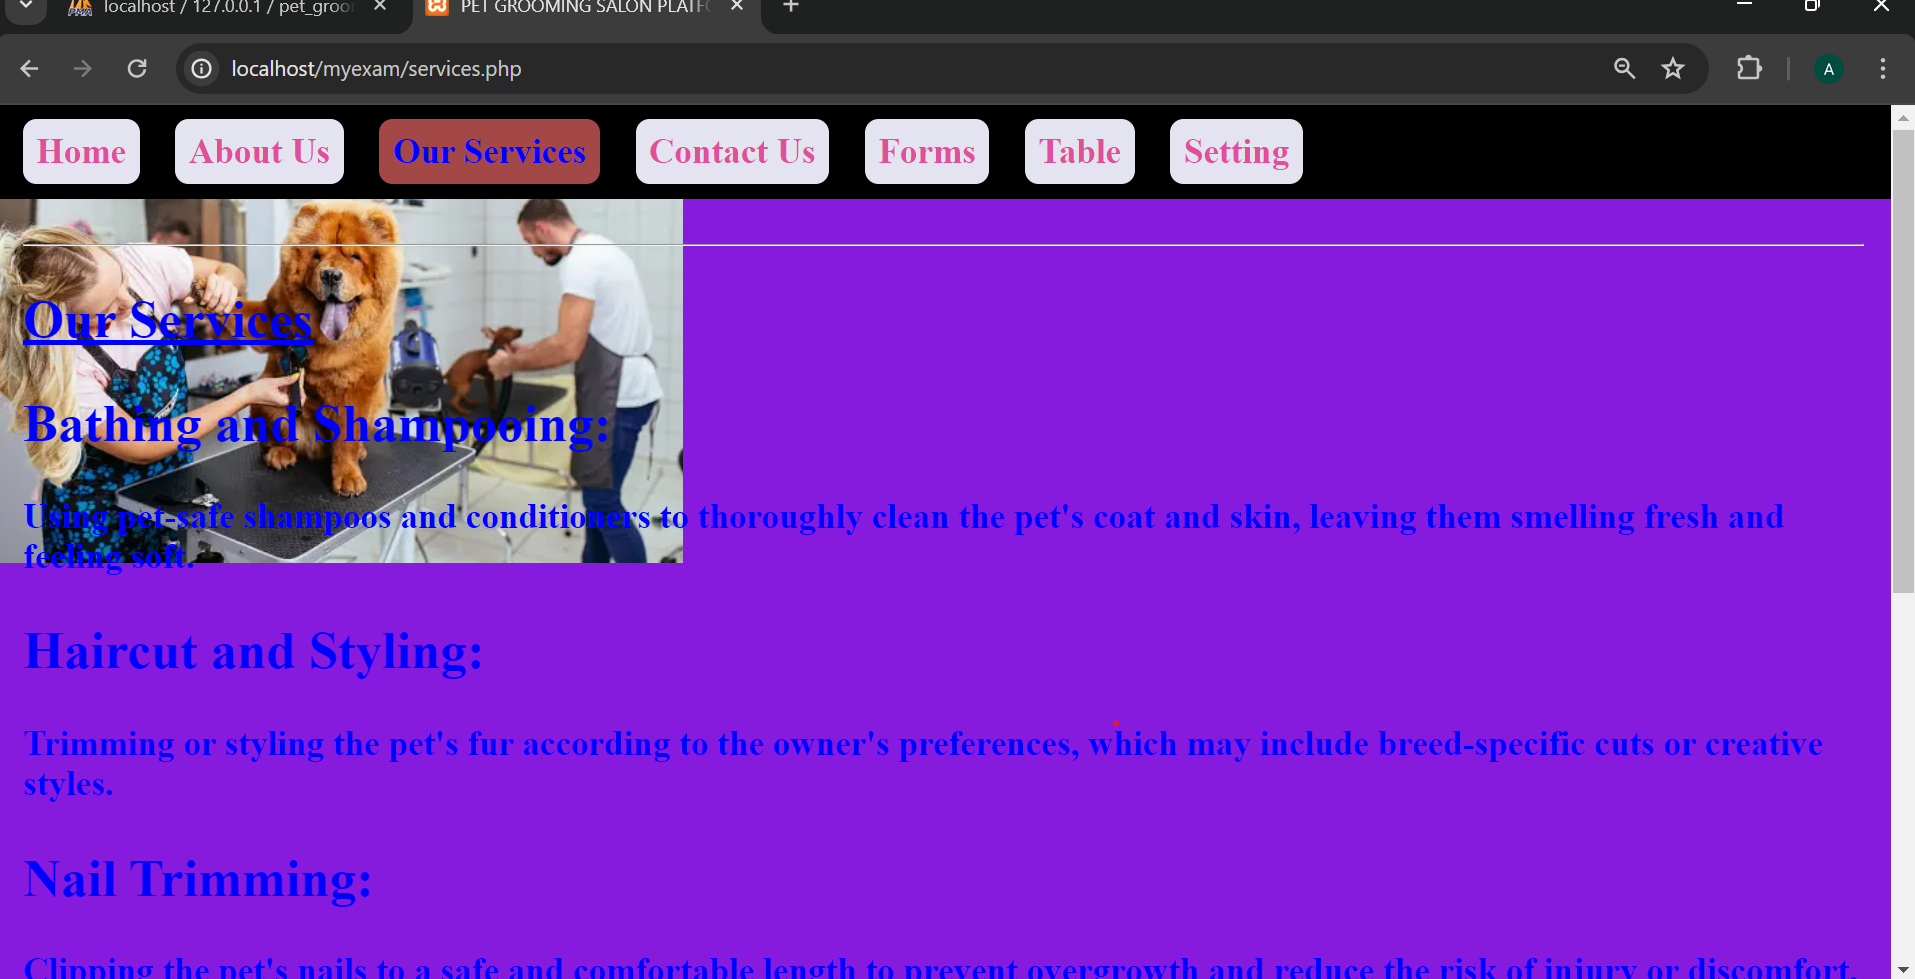 localhost / 127.0.0.1 / pet_groo
PET GROOMING SALON PLATF
localhost/myexam/services.php
A
Home
About Us
Our Services
Contact Us
Forms
Table
Setting
Our Services
Bathing and Shampooing:
Using pet-safe shampoos and conditioners to thoroughly clean the pet's coat and skin, leaving them smelling fresh and
feeling soft.
Haircut and Styling:
Trimming or styling the pet's fur according to the owner's preferences, which may include breed-specific cuts or creative
styles.
Nail Trimming:
Clipping the pet's nails to a safe and comfortable length to prevent overgrowth and reduce the risk of injury or discomfort.